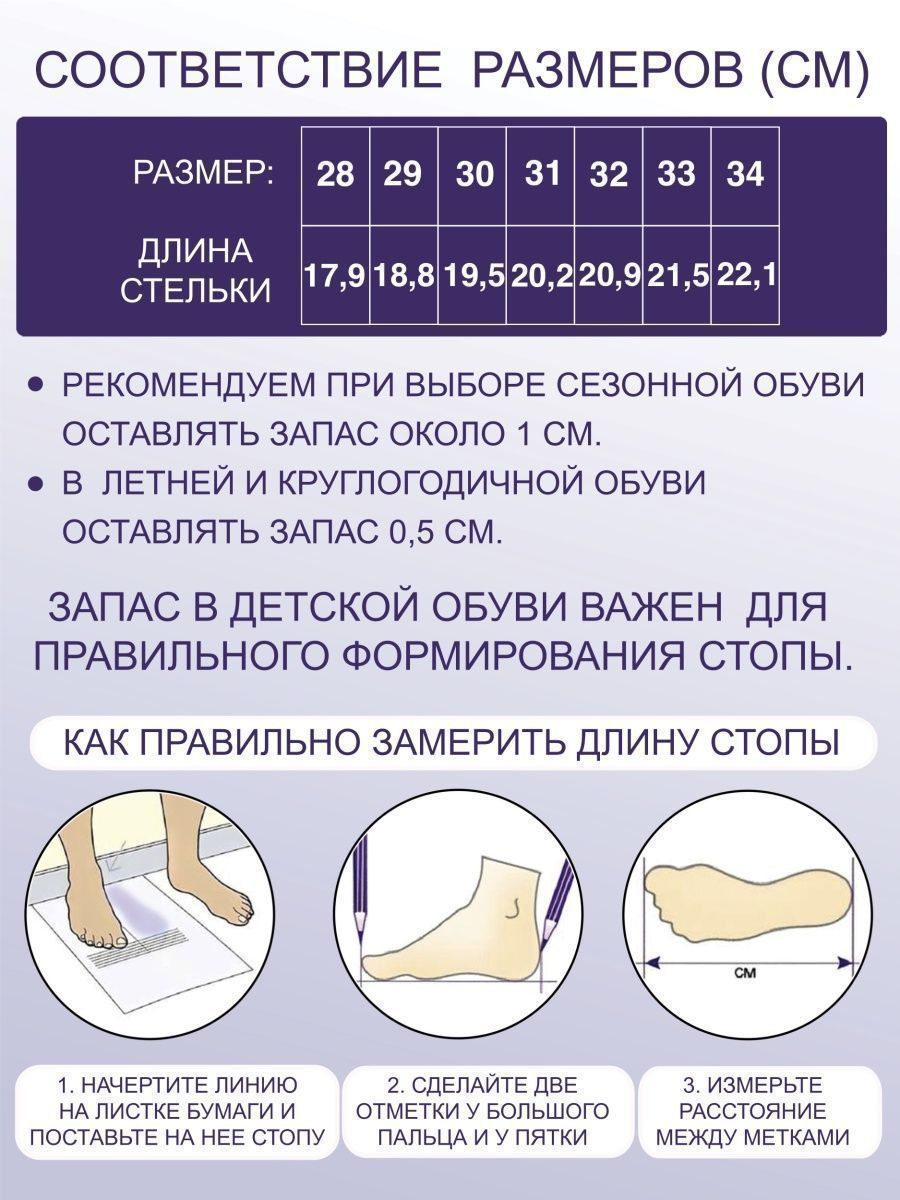 СООТВЕТСТВИЕ РАЗМЕРОВ (СМ)
РАЗМЕР: 28 29 30 31 32 33 34
ДЛИНА
СТЕЛЬКИ 17,9 18,8 19,5 20,2 20,9 21,5 22,1
• РЕКОМЕНДУЕМ ПРИ ВЫБОРЕ СЕЗОННОЙ ОБУВИ
ОСТАВЛЯТЬ ЗАПАС ОКОЛО 1 СМ.
• В ЛЕТНЕЙ И КРУГЛОГОДИЧНОЙ ОБУВИ
ОСТАВЛЯТЬ ЗАПАС 0,5 СМ.
ЗАПАС В ДЕТСКОЙ ОБУВИ ВАЖЕН ДЛЯ
ПРАВИЛЬНОГО ФОРМИРОВАНИЯ СТОПЫ.
КАК ПРАВИЛЬНО ЗАМЕРИТЬ ДЛИНУ СТОПЫ
СМ
1. НАЧЕРТИТЕ ЛИНИЮ
НА ЛИСТКЕ БУМАГИ И
ПОСТАВЬТЕ НА НЕЕ СТОПУ
2. СДЕЛАЙТЕ ДВЕ
ОТМЕТКИ У БОЛЬШОГО
ПАЛЬЦА И У ПЯТКИ
3. ИЗМЕРЬТЕ
РАССТОЯНИЕ
МЕЖДУ МЕТКАМИ